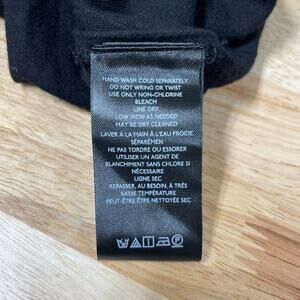 HAND WASH COLD SEPARATELY
DO NOT WRING OR TWIST
USE ONLY NON-CHLORINE
BLEACH
LINE DRY
LOW IRON AS NEEDED
MAY BE DRY CLEANED
LAVER À LA MAIN À L'EAU FROIDE
SÉPARÉMEN
NE PAS TORDRE OU ESSORER
UTILISER UN AGENT DE
BLANCHIMENT SANS CHLORE SI
NÉCESSAIRE
LIGNE SEC
REPASSER, AU BESOIN, À TRÈS
BASSE TEMPÉRATURE
PEUT-ÊTRE ÊTRE NETTOYÉ SEC